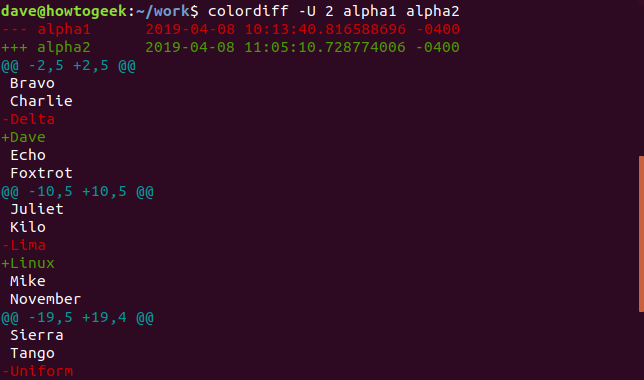 dave@howtogeek:~/work$ colordiff -U 2 alpha1 alpha2
--- alpha1      2019-04-08 10:13:40.816588696 -0400
+++ alpha2      2019-04-08 11:05:10.728774006 -0400
@@ -2,5 +2,5 @@
 Bravo
 Charlie
-Delta
+Dave
 Echo
 Foxtrot
@@ -10,5 +10,5 @@
 Juliet
 Kilo
-Lima
+Linux
 Mike
 November
@@ -19,5 +19,4 @@
 Sierra
 Tango
-Uniform